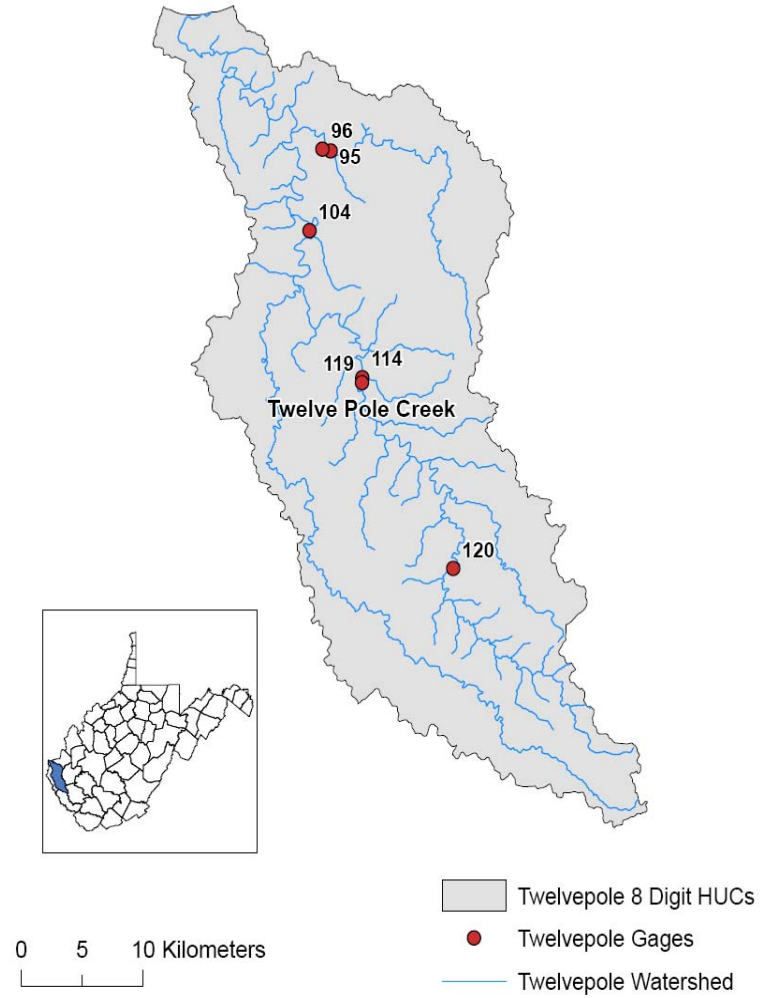 96
95
104
119 114
Twelve Pole Creek
120
Twelvepole 8 Digit HUCs
0 5 10 Kilometers
Twelvepole Gages
Twelvepole Watershed